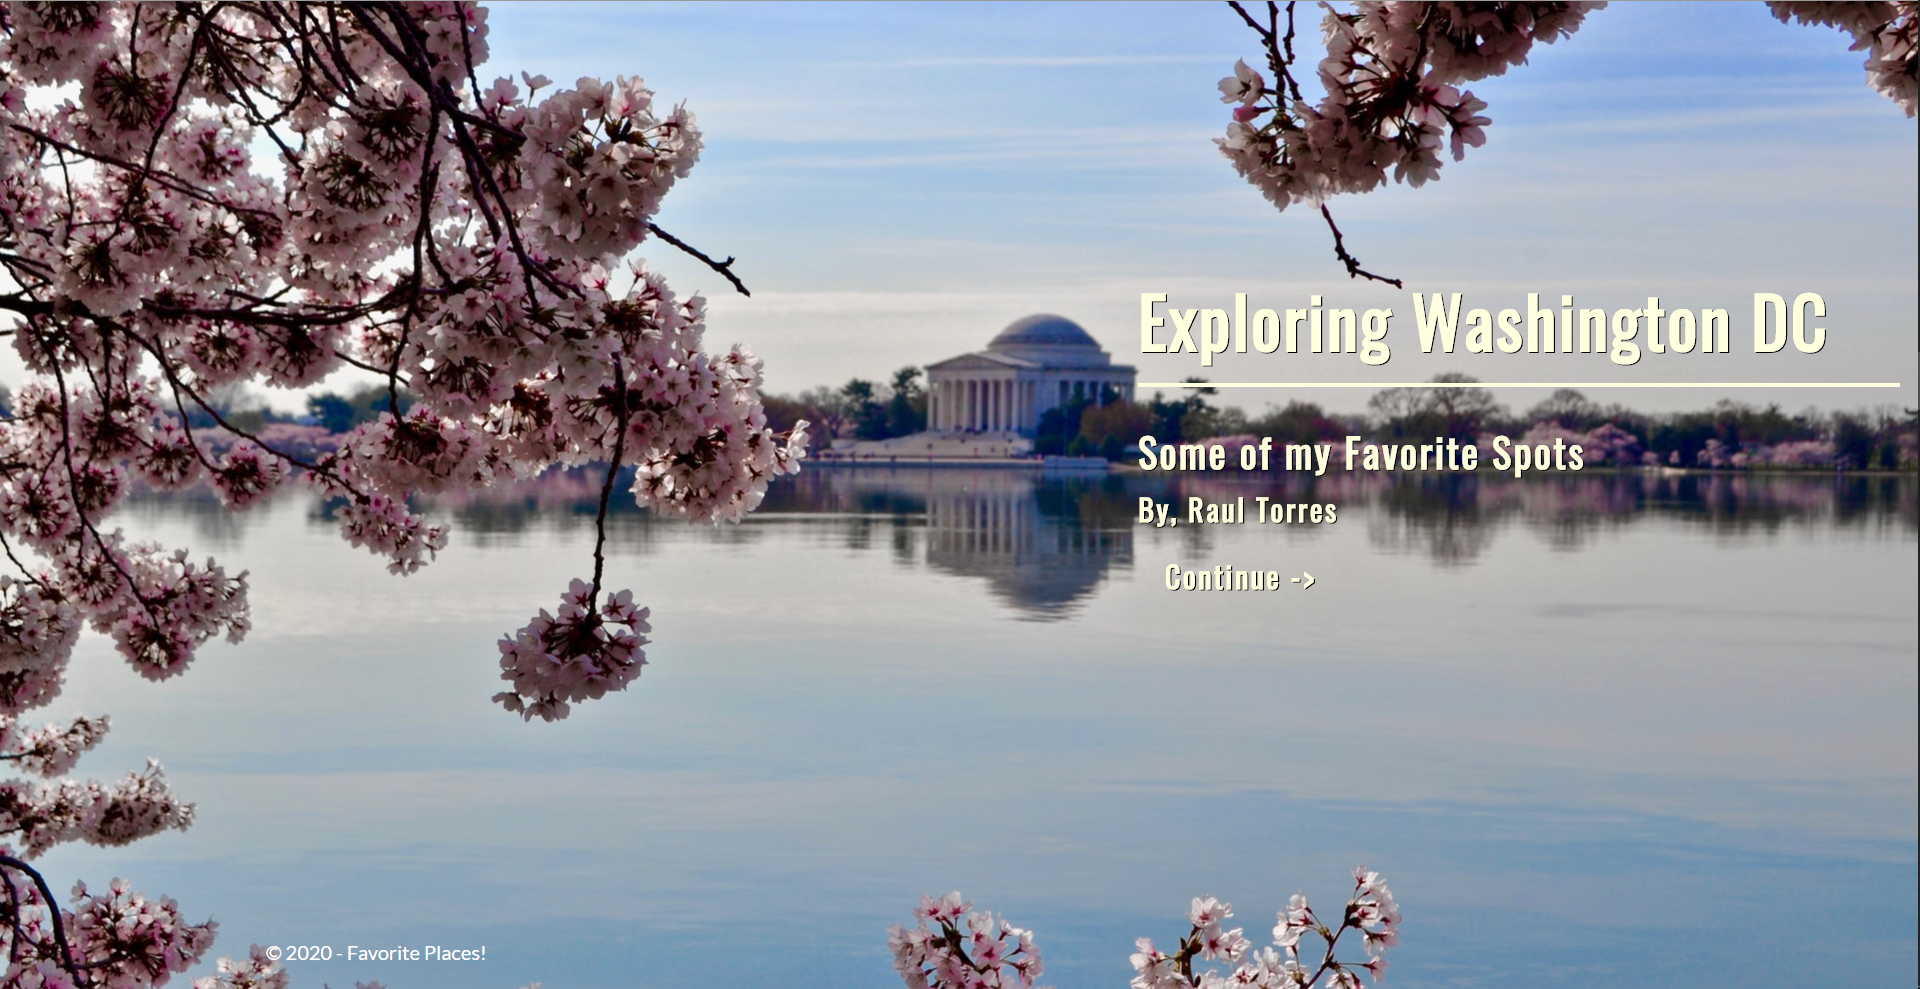 Exploring Washington DC
Some of my Favorite Spots
By, Raul Torres
Continue ->
© 2020 - Favorite Places!